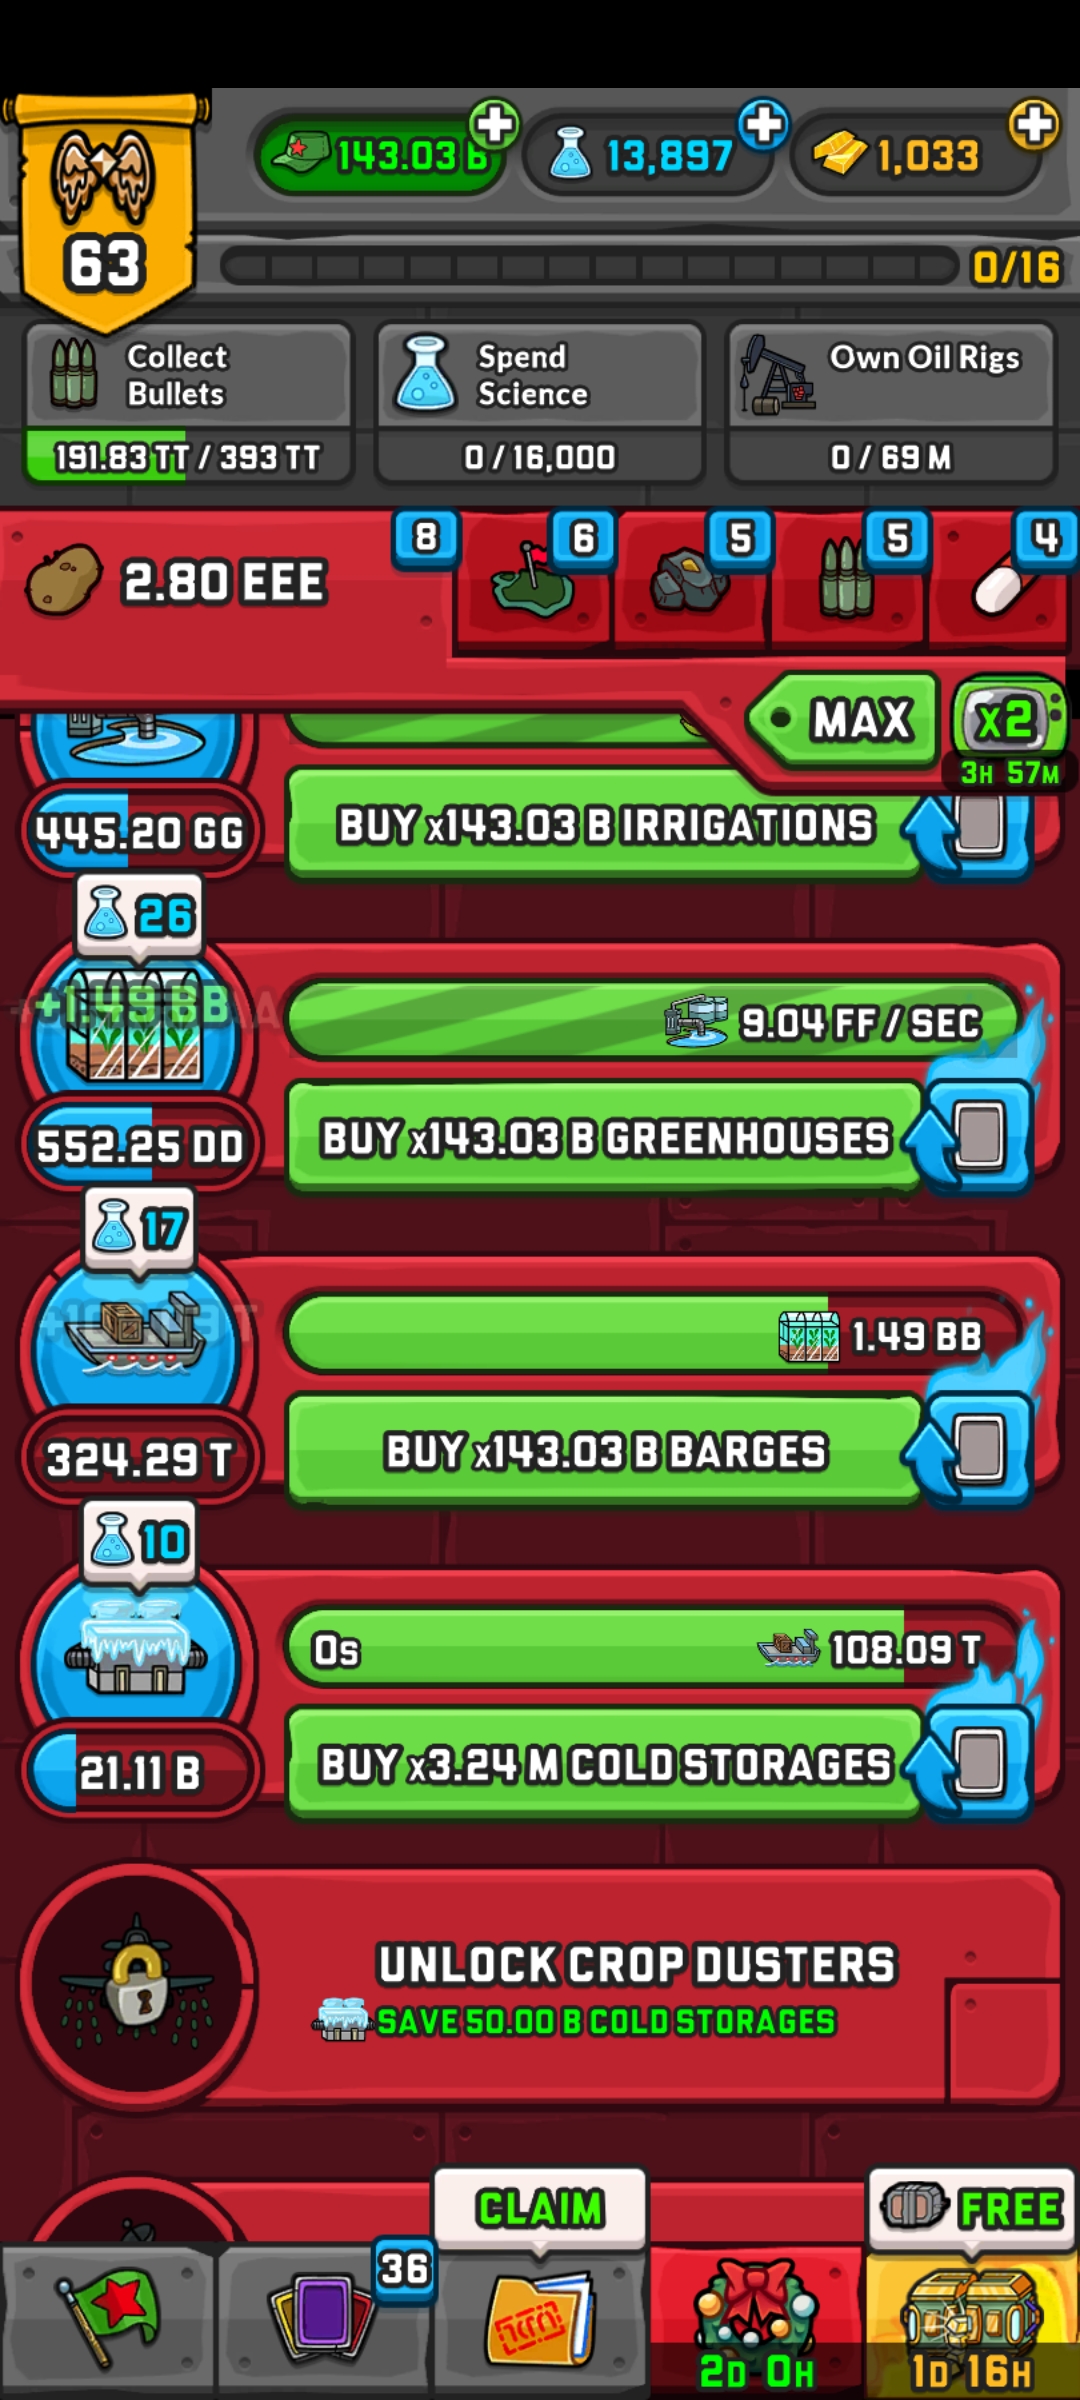 143.03 B
13,897
1,033
63
0/16
Collect
Bullets
191.83 TT / 393 TT
Spend
Science
0 / 16,000
Own Oil Rigs
0 / 69 M
2.80 EEE
8
6
5
5
4
MAX
x2
3H 57M
445.20 GG
BUY x143.03 B IRRIGATIONS
26
+1.49 BB
9.04 FF / SEC
552.25 DD
BUY x143.03 B GREENHOUSES
17
1.49 BB
324.29 T
BUY x143.03 B BARGES
10
0s
108.09 T
21.11 B
BUY x3.24 M COLD STORAGES
UNLOCK CROP DUSTERS
SAVE 50.00 B COLD STORAGES
CLAIM
FREE
36
2D 0H
1D 16H